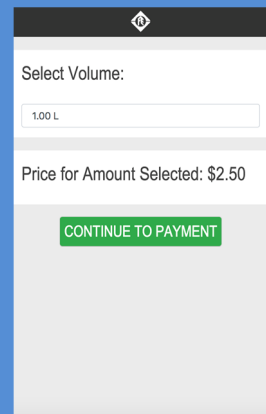 Select Volume:
1.00 L
Price for Amount Selected: $2.50
CONTINUE TO PAYMENT